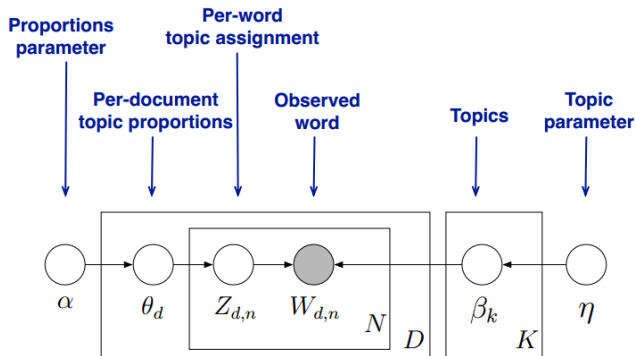 Proportions
parameter
Per-word
topic assignment
Per-document
topic proportions
Observed
word
Topics
Topic
parameter
α
θd
Zd,n
Wd,n
N
D
βk
K
η